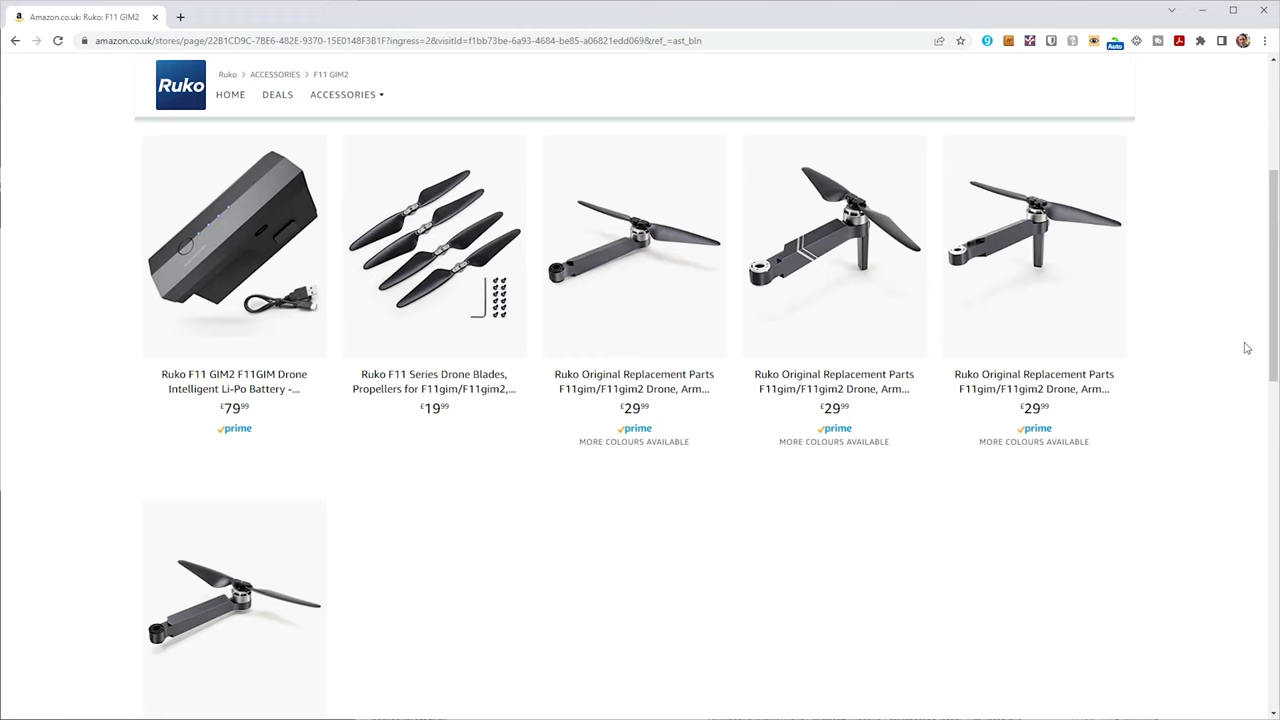 Amazon.co.uk: Ruko: F11 GIM2
amazon.co.uk/stores/page/22B1CD9C-7BE6-482E-9370-15E0148F3B1F?ingress=2&visitId=f1bb73be-6a93-4684-be85-a06821edd069&ref_=ast_bln
Auto
Ruko
Ruko > ACCESSORIES > F11 GIM2
HOME DEALS ACCESSORIES
Ruko F11 GIM2 F11GIM Drone
Intelligent Li-Po Battery -...
£79.99
prime
Ruko F11 Series Drone Blades,
Propellers for F11gim/F11gim2,...
£19.99
Ruko Original Replacement Parts
F11gim/F11gim2 Drone, Arm...
£29.99
prime
MORE COLOURS AVAILABLE
Ruko Original Replacement Parts
F11gim/F11gim2 Drone, Arm...
£29.99
prime
MORE COLOURS AVAILABLE
Ruko Original Replacement Parts
F11gim/F11gim2 Drone, Arm...
£29.99
prime
MORE COLOURS AVAILABLE